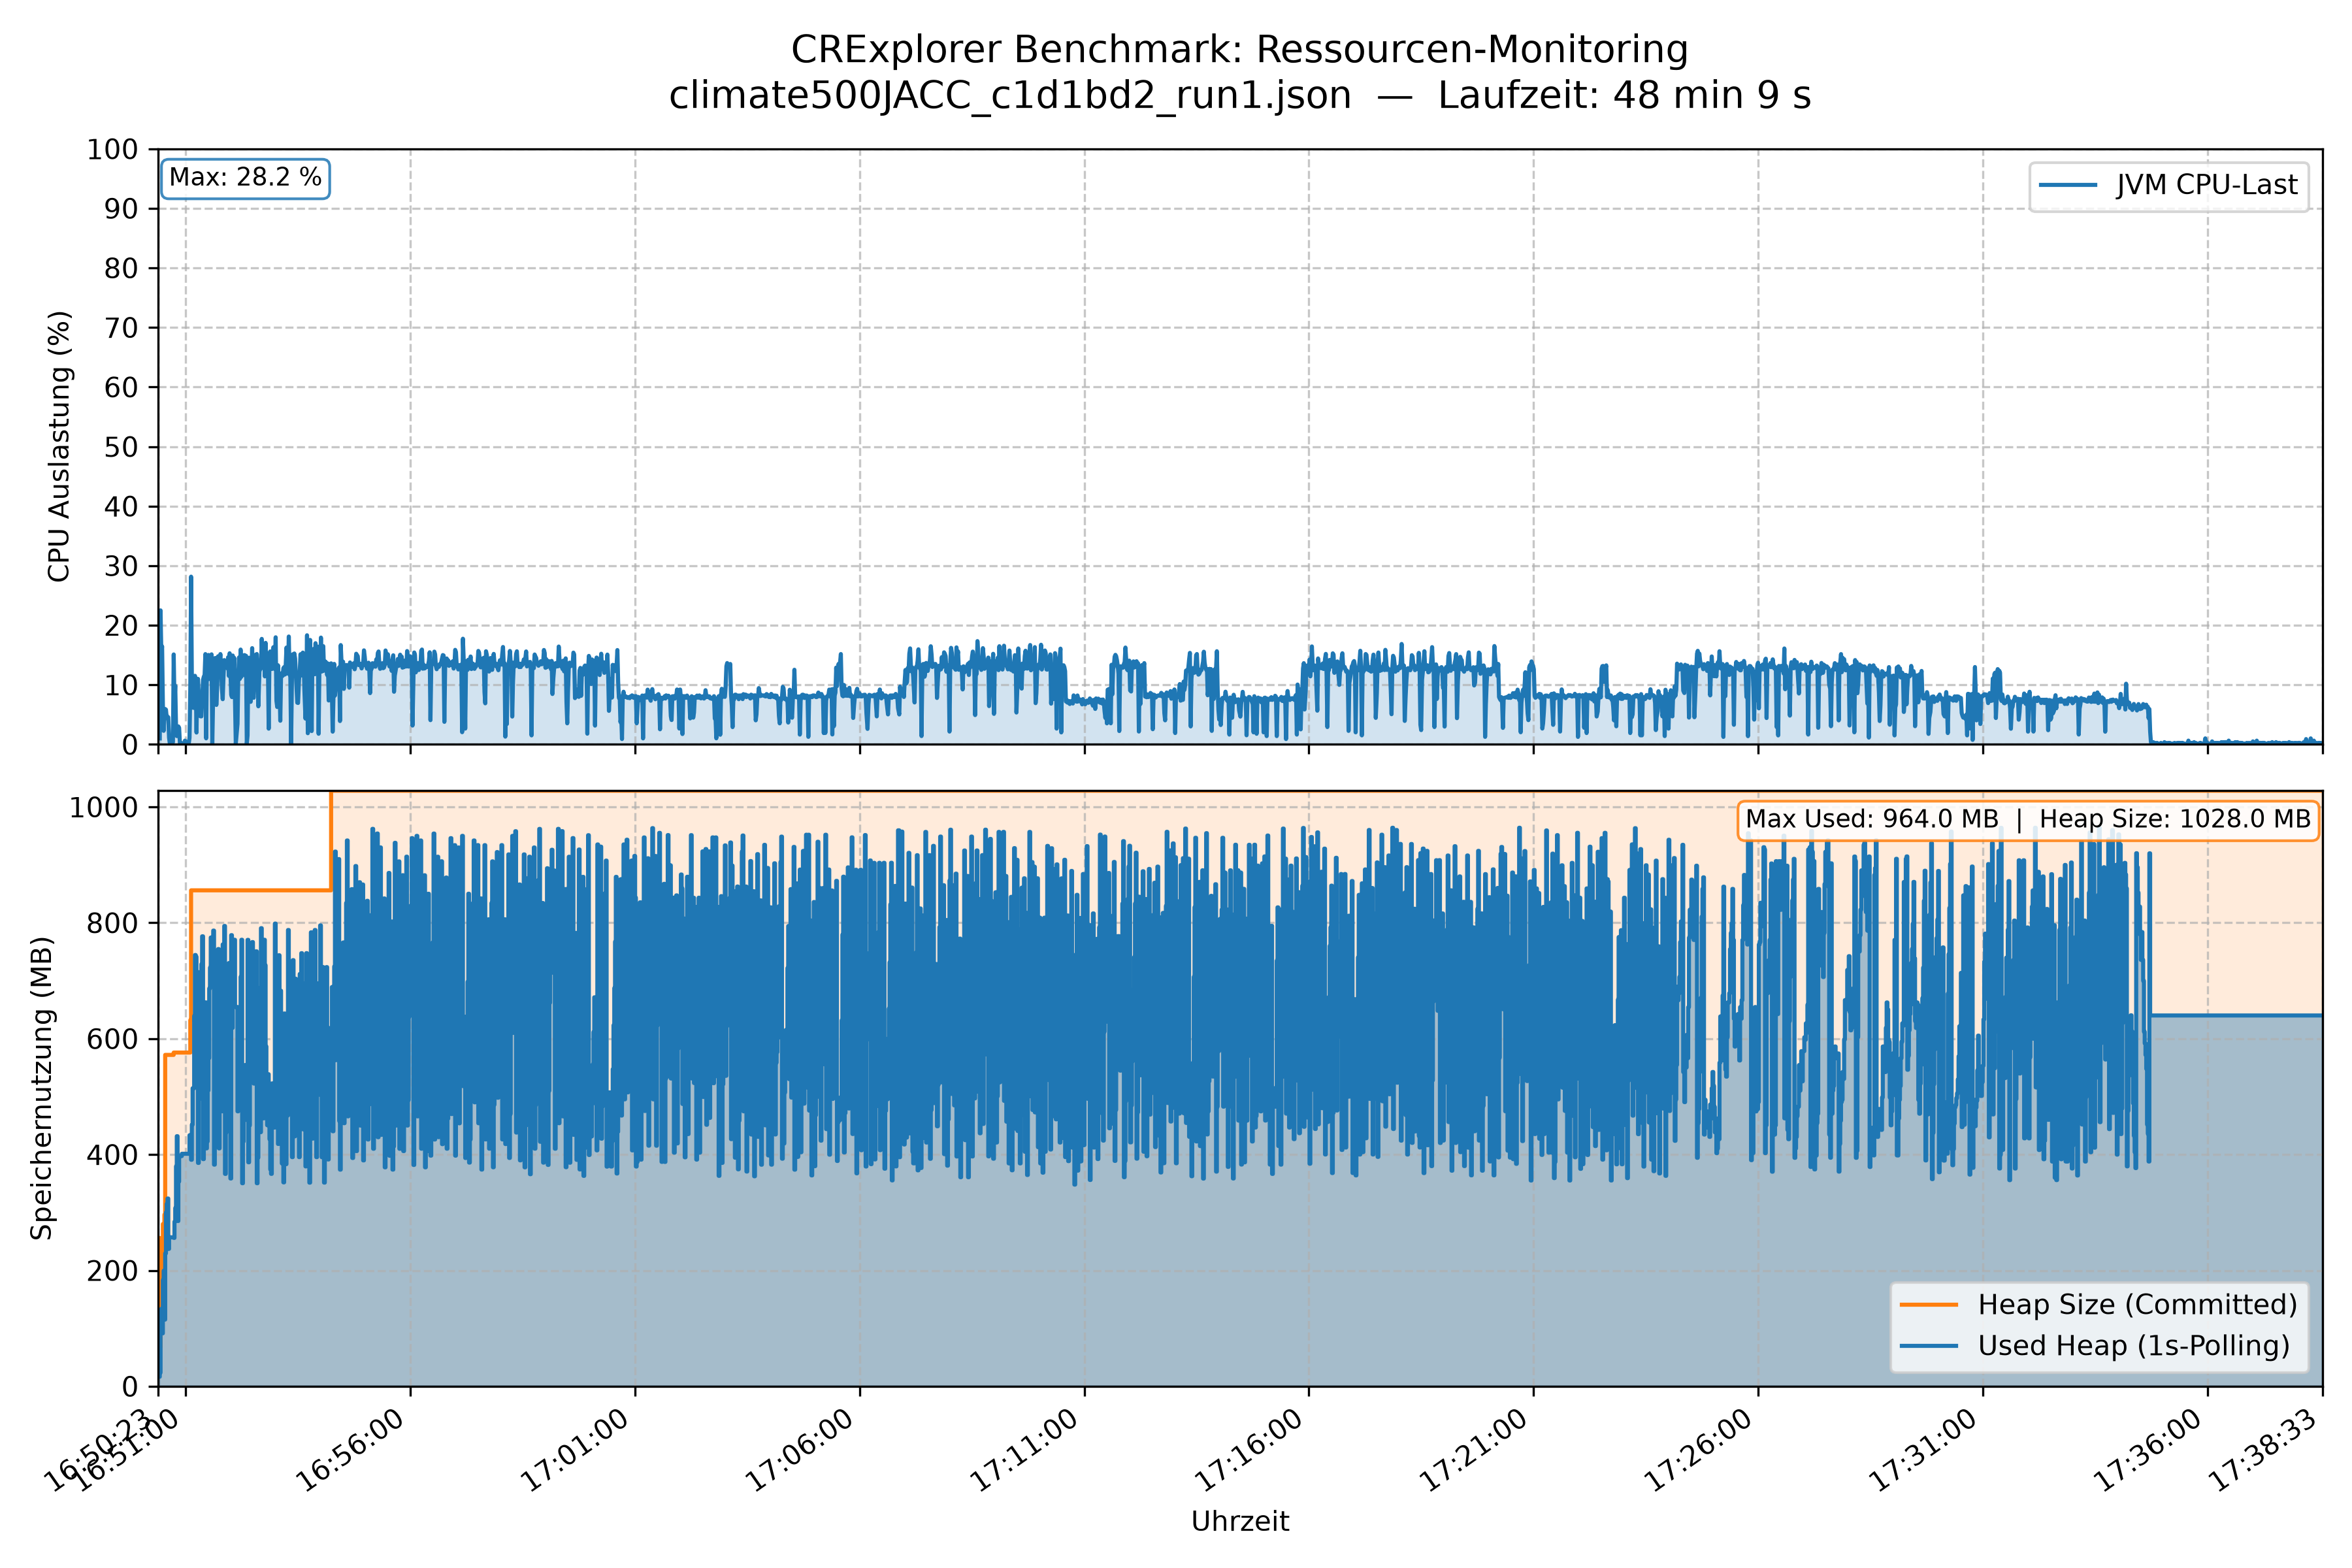 CRExplorer Benchmark: Ressourcen-Monitoring
climate500JACC_c1d1bd2_run1.json — Laufzeit: 48 min 9 s
100
90
80
70
60
50
40
30
20
10
0
CPU Auslastung (%)
Max: 28.2 %
JVM CPU-Last
1000
800
600
400
200
0
Speichernutzung (MB)
Max Used: 964.0 MB | Heap Size: 1028.0 MB
Heap Size (Committed)
Used Heap (1s-Polling)
16:50:23
16:51:00
16:56:00
17:01:00
17:06:00
17:11:00
17:16:00
17:21:00
17:26:00
17:31:00
17:36:00
17:38:33
Uhrzeit